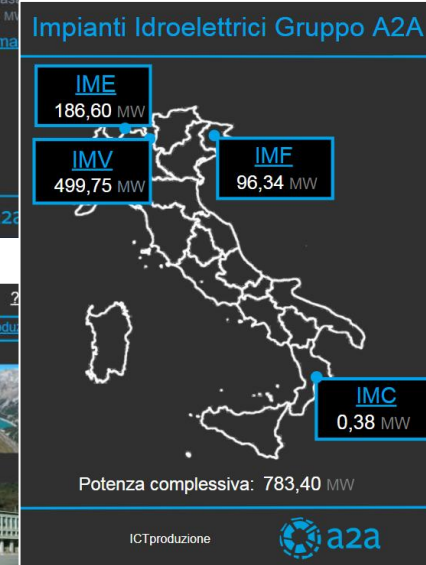 Impianti Idroelettrici Gruppo A2A
IME
186,60 MW
IMV
499,75 MW
IMF
96,34 MW
IMC
0,38 MW
Potenza complessiva: 783,40 MW
ICTproduzione
a2a
?